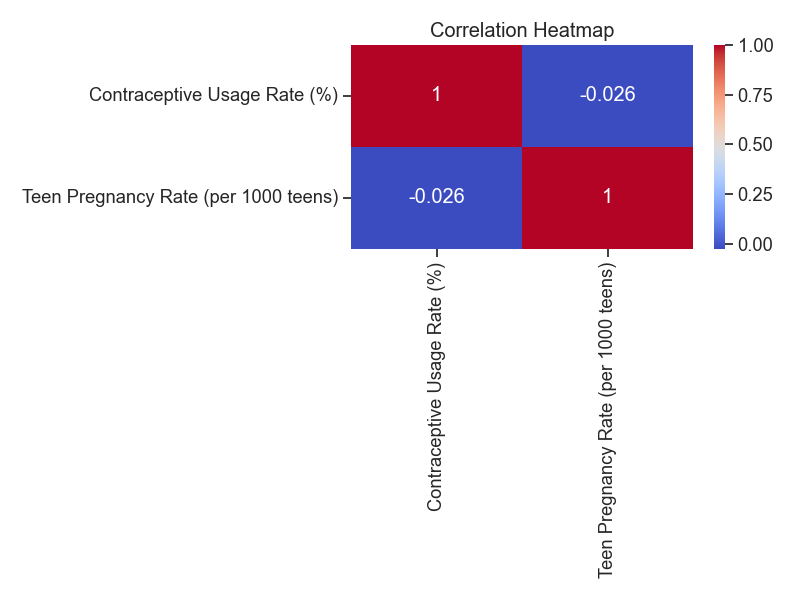 Correlation Heatmap
Contraceptive Usage Rate (%)
1
-0.026
Teen Pregnancy Rate (per 1000 teens)
-0.026
1
Contraceptive Usage Rate (%)
Teen Pregnancy Rate (per 1000 teens)
1.00
0.75
0.50
0.25
0.00